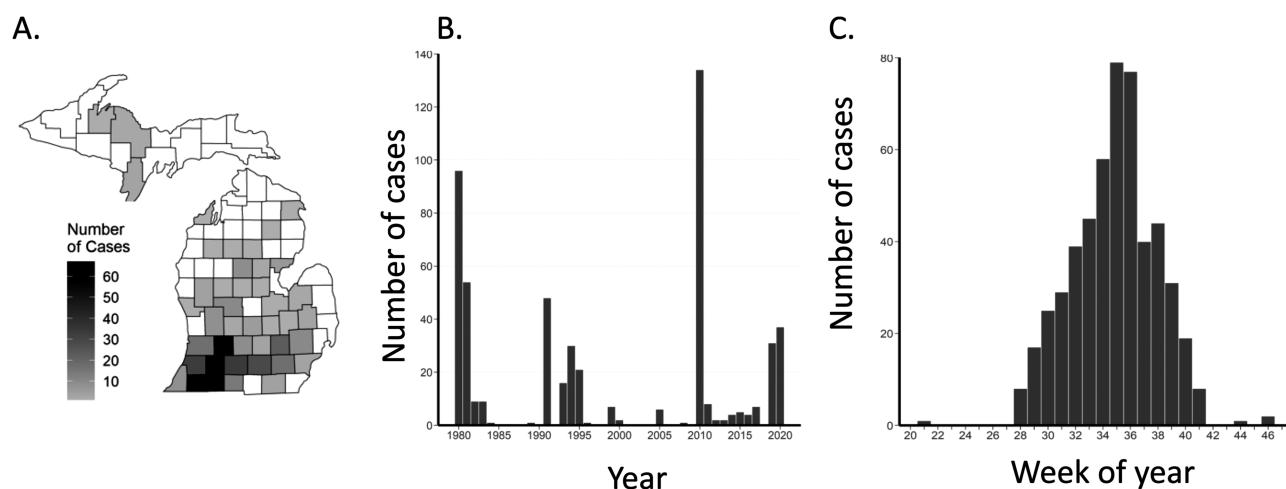 A.
Number
of Cases
60
50
40
30
20
10
B.
Number of cases
140
120
100
80
60
40
20
0
1980 1985 1990 1995 2000 2005 2010 2015 2020
Year
C.
Number of cases
80
60
40
20
0
20 22 24 26 28 30 32 34 36 38 40 42 44 46
Week of year